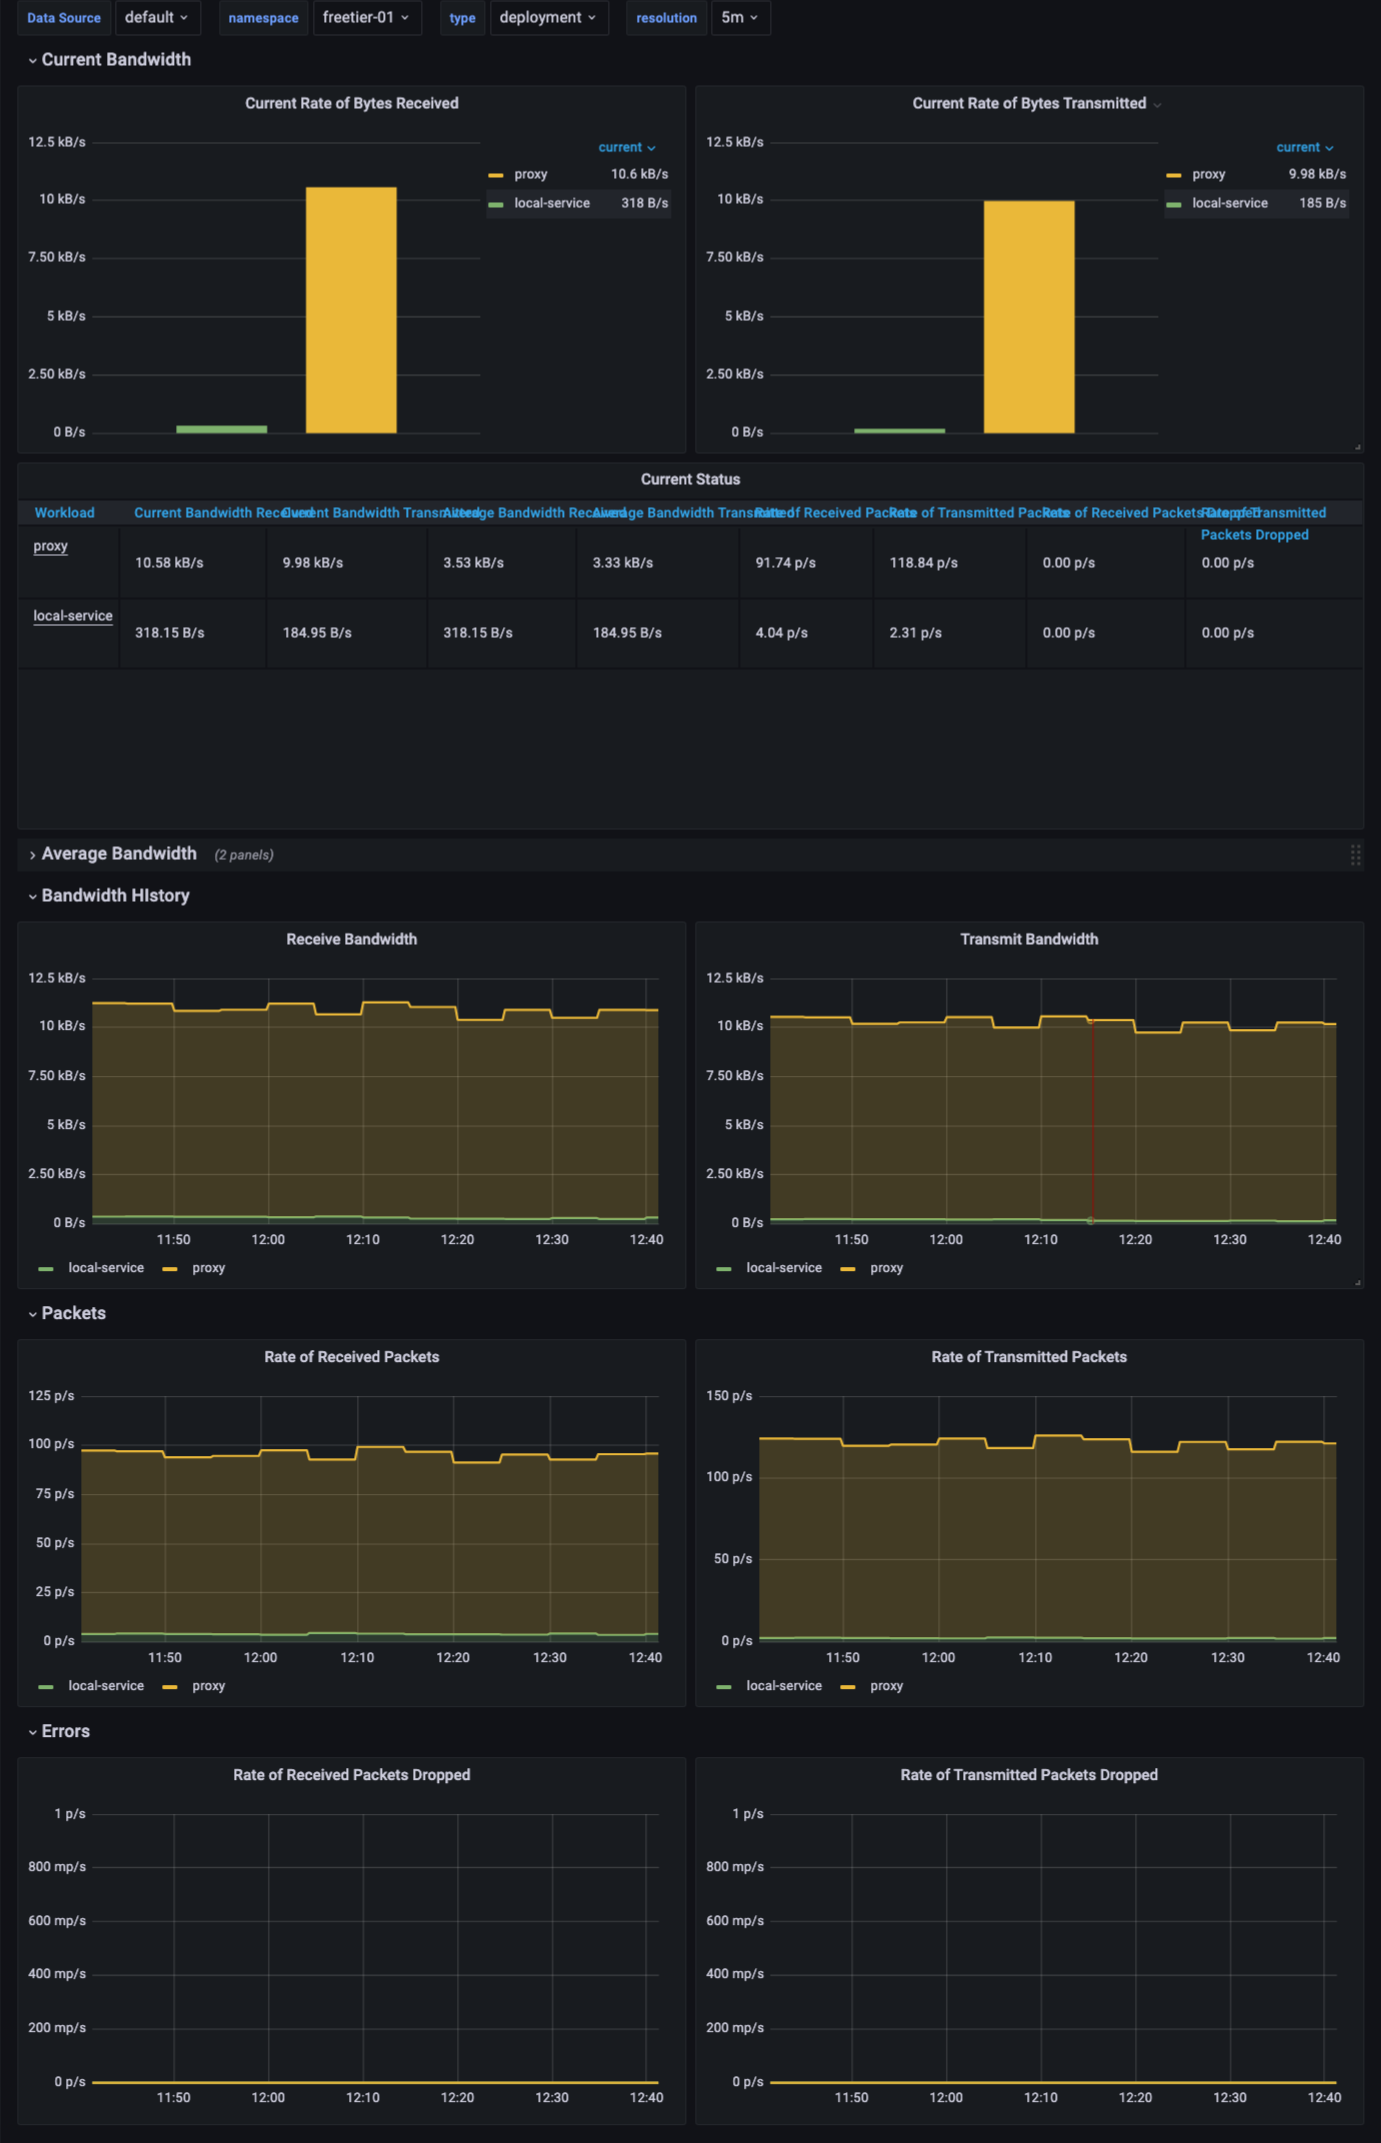 Data Source default namespace freetier-01 type deployment resolution 5m
Current Bandwidth
Current Rate of Bytes Received
12.5 kB/s
10 kB/s
7.50 kB/s
5 kB/s
2.50 kB/s
0 B/s
current
proxy 10.6 kB/s
local-service 318 B/s
Current Rate of Bytes Transmitted
12.5 kB/s
10 kB/s
7.50 kB/s
5 kB/s
2.50 kB/s
0 B/s
current
proxy 9.98 kB/s
local-service 185 B/s
Current Status
Workload Current Bandwidth Received Current Bandwidth Transmitted Average Bandwidth Received Average Bandwidth Transmitted Rate of Received Packets Rate of Transmitted Packets Rate of Received Packets Dropped Rate of Transmitted
Packets Dropped
proxy 10.58 kB/s 9.98 kB/s 3.53 kB/s 3.33 kB/s 91.74 p/s 118.84 p/s 0.00 p/s 0.00 p/s
local-service 318.15 B/s 184.95 B/s 318.15 B/s 184.95 B/s 4.04 p/s 2.31 p/s 0.00 p/s 0.00 p/s
Average Bandwidth (2 panels)
Bandwidth HIstory
Receive Bandwidth
12.5 kB/s
10 kB/s
7.50 kB/s
5 kB/s
2.50 kB/s
0 B/s
11:50 12:00 12:10 12:20 12:30 12:40
local-service proxy
Transmit Bandwidth
12.5 kB/s
10 kB/s
7.50 kB/s
5 kB/s
2.50 kB/s
0 B/s
11:50 12:00 12:10 12:20 12:30 12:40
local-service proxy
Packets
Rate of Received Packets
125 p/s
100 p/s
75 p/s
50 p/s
25 p/s
0 p/s
11:50 12:00 12:10 12:20 12:30 12:40
local-service proxy
Rate of Transmitted Packets
150 p/s
100 p/s
50 p/s
0 p/s
11:50 12:00 12:10 12:20 12:30 12:40
local-service proxy
Errors
Rate of Received Packets Dropped
1 p/s
800 mp/s
600 mp/s
400 mp/s
200 mp/s
0 p/s
11:50 12:00 12:10 12:20 12:30 12:40
Rate of Transmitted Packets Dropped
1 p/s
800 mp/s
600 mp/s
400 mp/s
200 mp/s
0 p/s
11:50 12:00 12:10 12:20 12:30 12:40